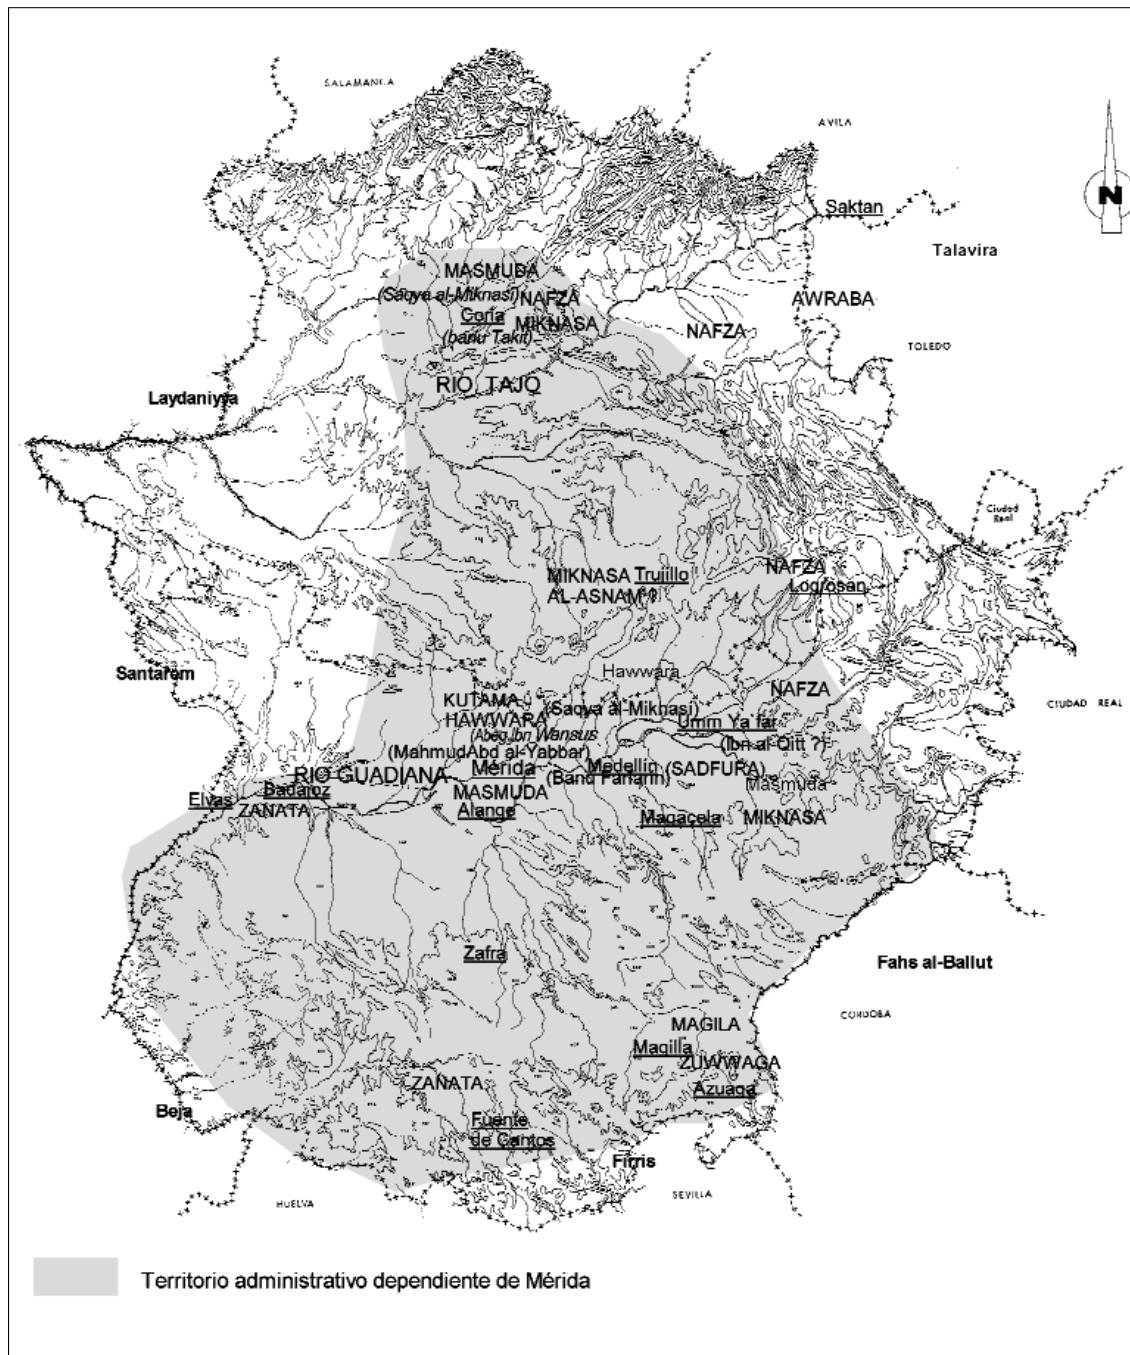 SALAMANCA
AVILA
N
Saktan
Talavira
MASMUDA
(Saqya al-Miknasi)
NAFZA
AWRABA
Coria
MIKNASA
NAFZA
(banu Takit)
TOLEDO
RIO TAJO
Laydaniyya
Ciudad
Real
NAFZA
MIKNASA Trujillo
Logrosan
AL-ASNAM ?
Santarem
Hawwara
NAFZA
KUTAMA
(Saqya al-Miknasi)
CIUDAD REAL
HAWWARA
Umm Ya´far
(Abeg.Ibn Wansus
(Ibn al-Qitt ?)
(MahmudAbd al-Yabbar)
RIO GUADIANA
Mérida
Medellín (SADFURA)
(Banu Farfarin)
Badajoz
Masmuda
Elvas
ZANATA
MASMUDA
Alange
Magacela
MIKNASA
Zafra
Fahs al-Ballut
CORDOBA
MAGILA
Magilla
ZUWWAGA
ZANATA
Azuaga
Beja
Fuente
de Cantos
Firris
HUELVA
SEVILLA
Territorio administrativo dependiente de Mérida